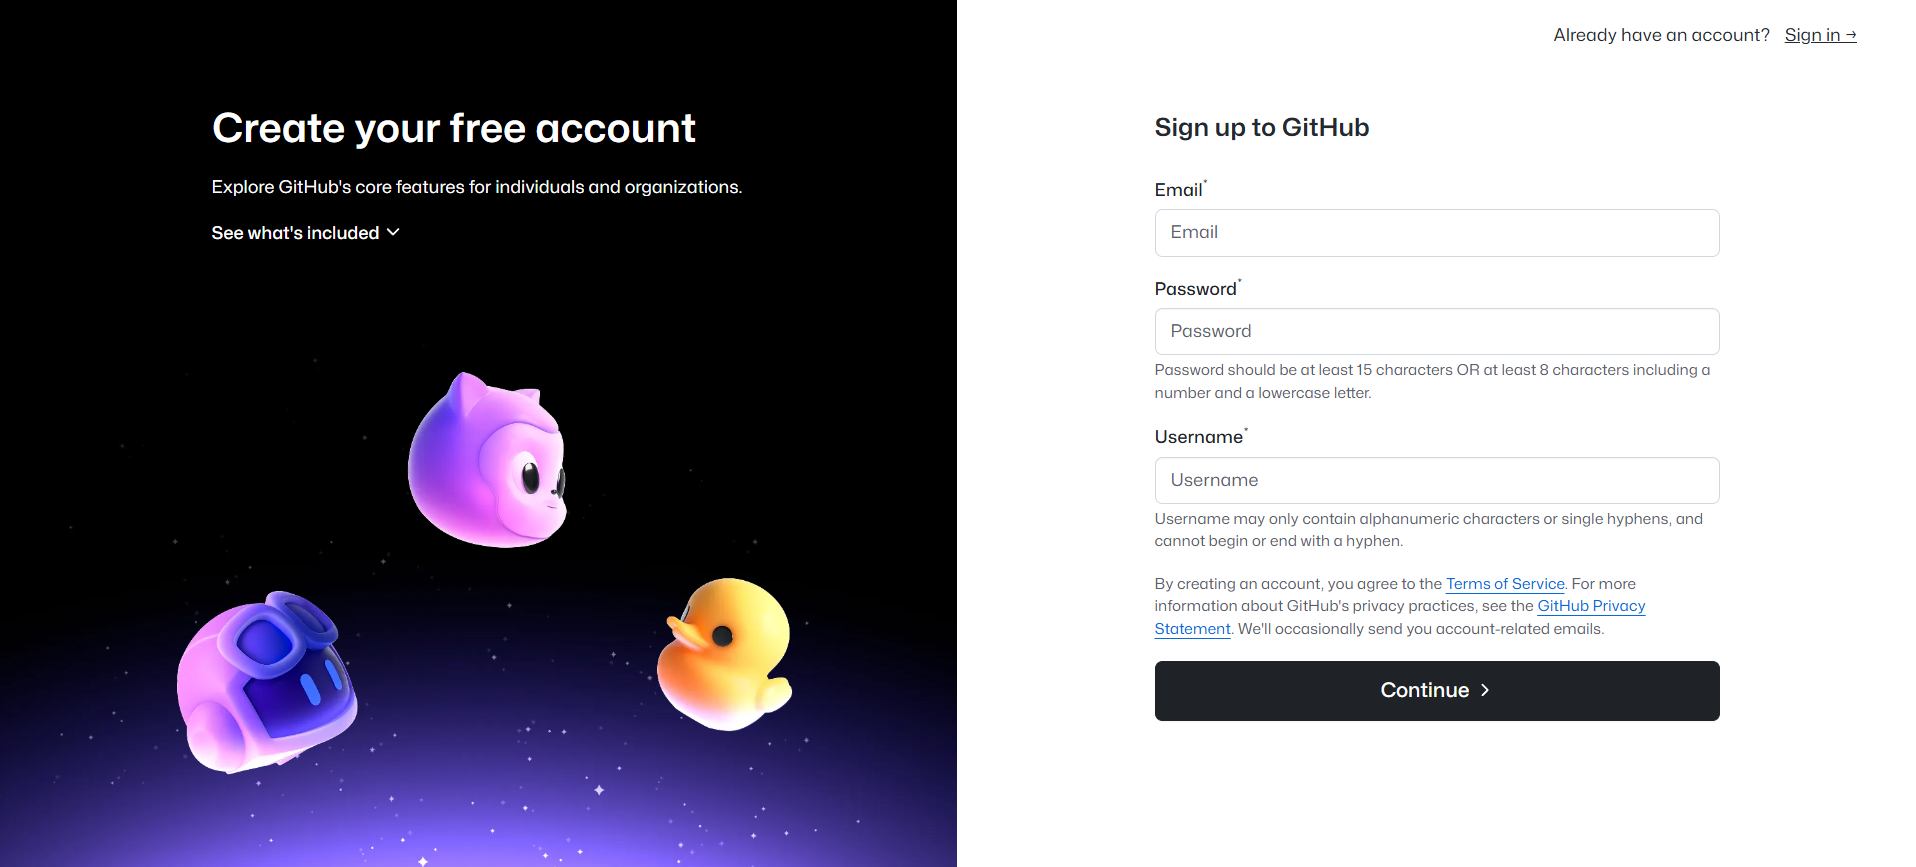 Already have an account? Sign in →
Create your free account
Explore GitHub's core features for individuals and organizations.
See what's included
Sign up to GitHub
Email*
Email
Password*
Password
Password should be at least 15 characters OR at least 8 characters including a
number and a lowercase letter.
Username*
Username
Username may only contain alphanumeric characters or single hyphens, and
cannot begin or end with a hyphen.
By creating an account, you agree to the Terms of Service. For more
information about GitHub's privacy practices, see the GitHub Privacy
Statement. We'll occasionally send you account-related emails.
Continue